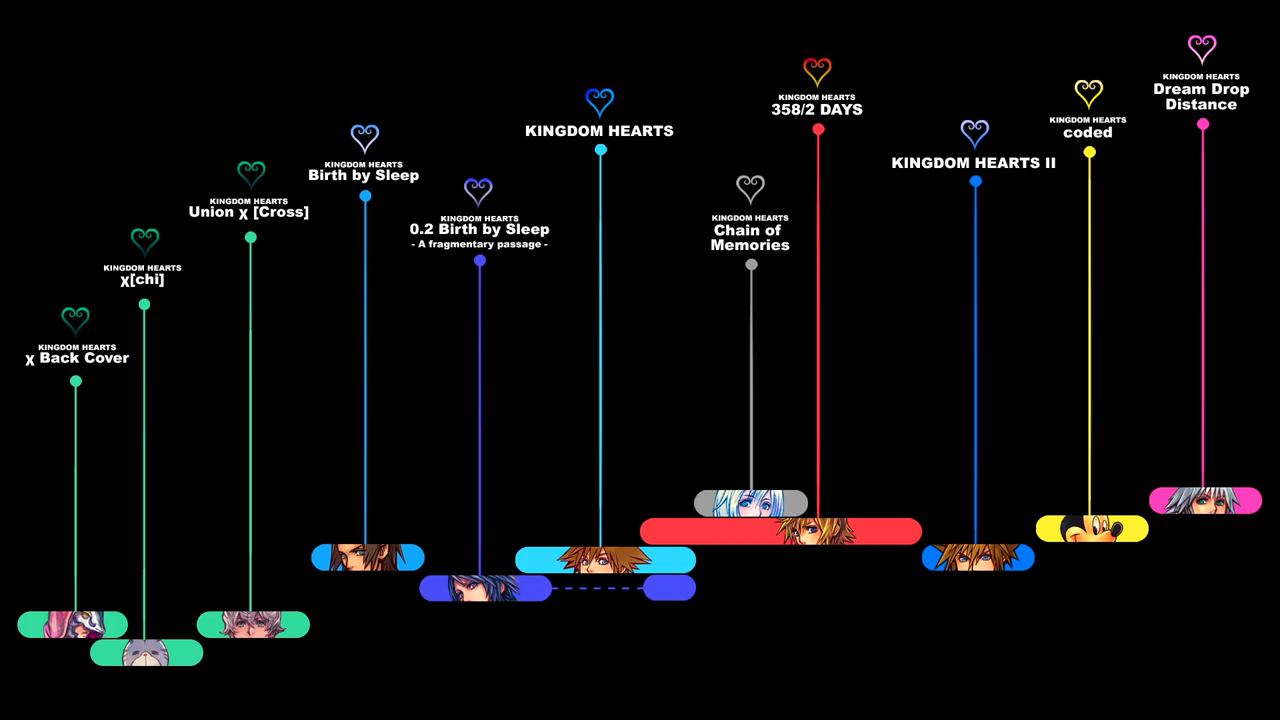 KINGDOM HEARTS
χ Back Cover
KINGDOM HEARTS
χ[chi]
KINGDOM HEARTS
Union χ [Cross]
KINGDOM HEARTS
Birth by Sleep
KINGDOM HEARTS
0.2 Birth by Sleep
- A fragmentary passage -
KINGDOM HEARTS
KINGDOM HEARTS
Chain of
Memories
KINGDOM HEARTS
358/2 DAYS
KINGDOM HEARTS II
KINGDOM HEARTS
coded
KINGDOM HEARTS
Dream Drop
Distance